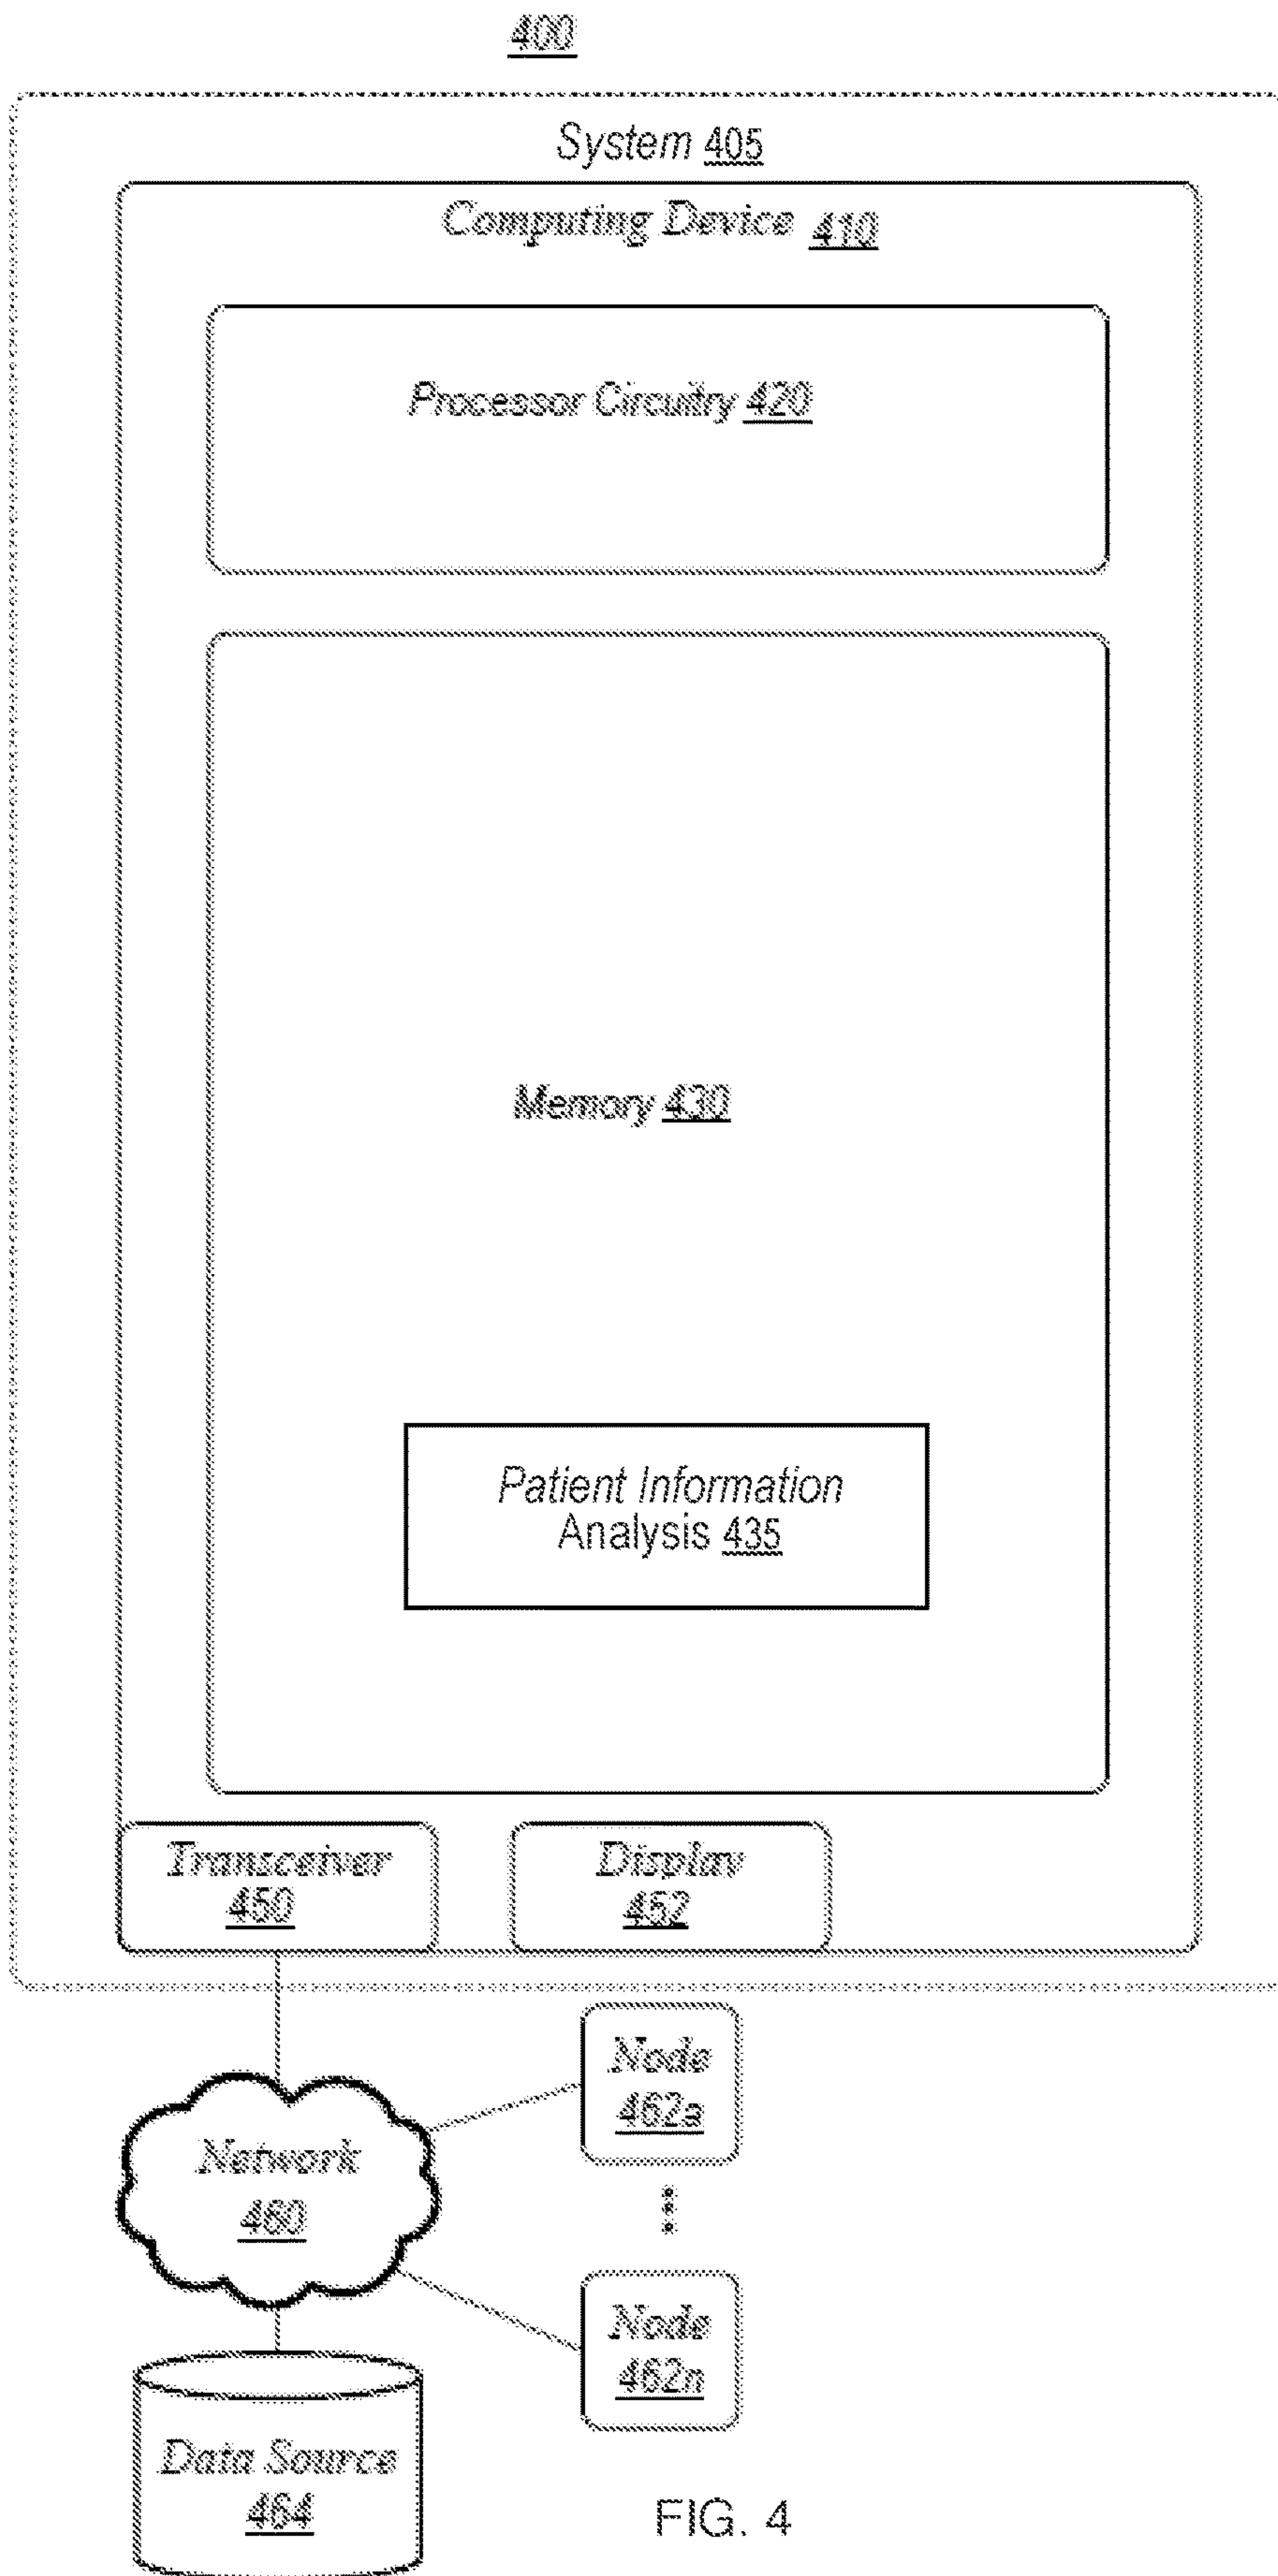 400
System 405
Computing Device 410
Processor Circuitry 420
Memory 430
Patient Information
Analysis 435
Transceiver
450
Display
452
Node
462a
Network
460
Node
462n
Data Source
464
FIG. 4